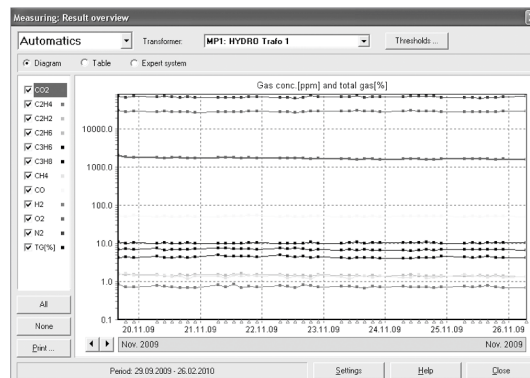 Measuring: Result overview
Automatics
Transformer:
MP1: HYDRO Trafo 1
Thresholds ...
Diagram
Table
Expert system
Gas conc.[ppm] and total gas[%]
CO2
C2H4
C2H2
C2H6
C3H6
C3H8
CH4
CO
H2
O2
N2
TG[%]
10000.0
1000.0
100.0
10.0
1.0
0.1
20.11.09
21.11.09
22.11.09
23.11.09
24.11.09
25.11.09
26.11.09
All
None
Print ...
Nov. 2009
Nov. 2009
Period: 29.09.2009 - 26.02.2010
Settings
Help
Close